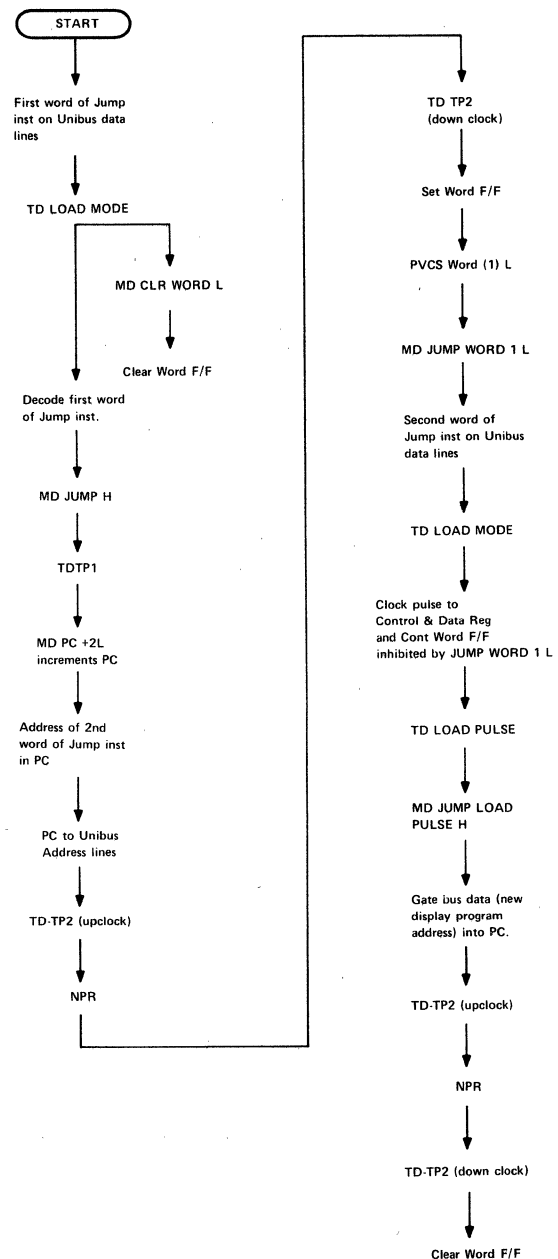 START
First word of Jump
inst on Unibus data
lines
TD LOAD MODE
MD CLR WORD L
Clear Word F/F
Decode first word
of Jump inst.
MD JUMP H
TDTP1
MD PC +2L
increments PC
Address of 2nd
word of Jump inst
in PC
PC to Unibus
Address lines
TD-TP2 (upclock)
NPR
TD TP2
(down clock)
Set Word F/F
PVCS Word (1) L
MD JUMP WORD 1 L
Second word of
Jump inst on Unibus
data lines
TD LOAD MODE
Clock pulse to
Control & Data Reg
and Cont Word F/F
inhibited by JUMP WORD 1 L
TD LOAD PULSE
MD JUMP LOAD
PULSE H
Gate bus data (new
display program
address) into PC.
TD-TP2 (upclock)
NPR
TD-TP2 (down clock)
Clear Word F/F